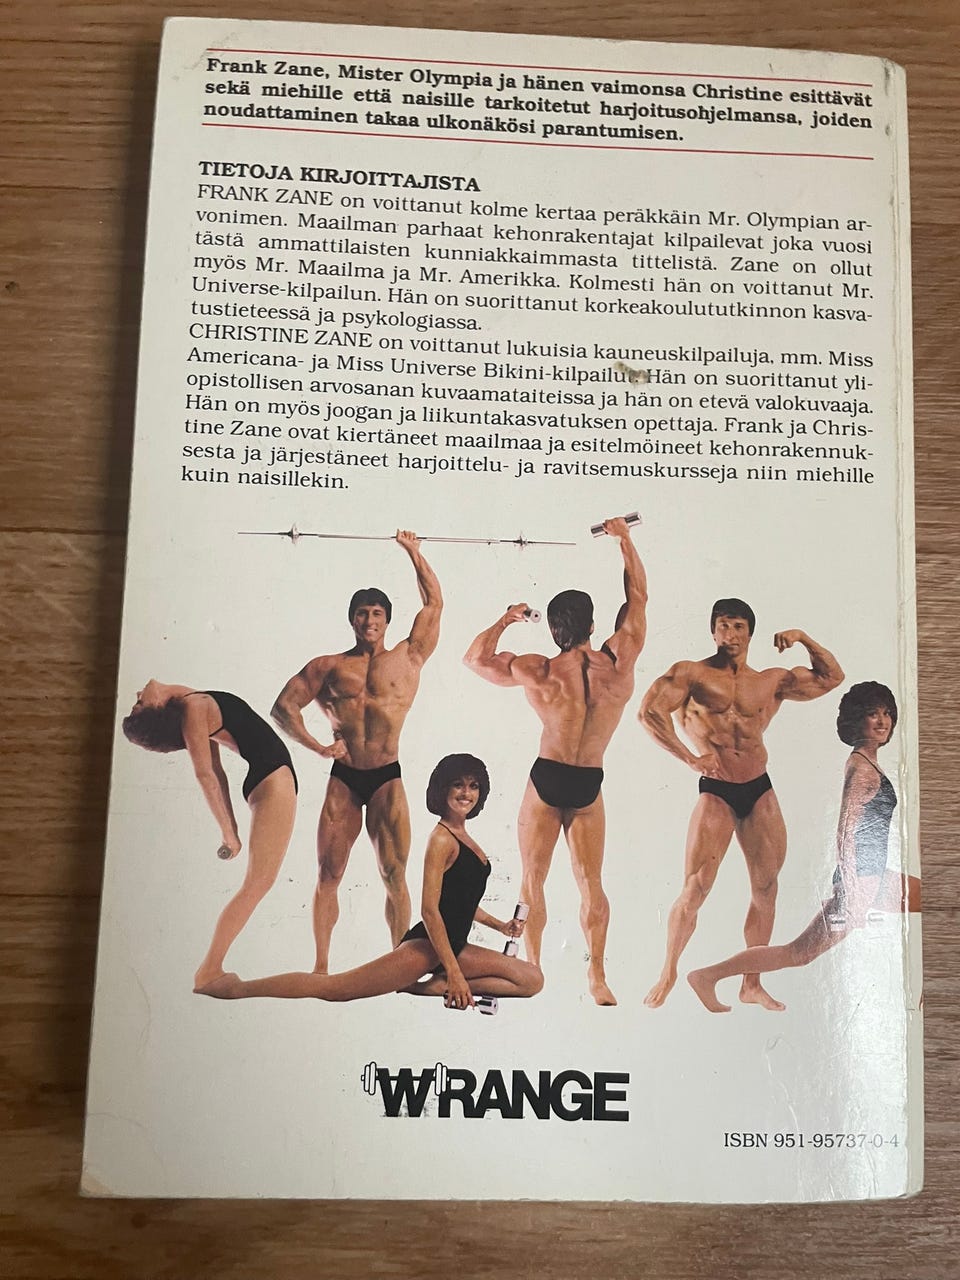 Frank Zane, Mister Olympia ja hänen vaimonsa Christine esittävät
sekä miehille että naisille tarkoitetut harjoitusohjelmansa, joiden
noudattaminen takaa ulkonäkösi parantumisen.
TIETOJA KIRJOITTAJISTA
FRANK ZANE on voittanut kolme kertaa peräkkäin Mr. Olympian ar-
vonimen. Maailman parhaat kehonrakentajat kilpailevat joka vuosi
tästä ammattilaisten kunniakkaimmasta tittelistä. Zane on ollut
myös Mr. Maailma ja Mr. Amerikka. Kolmesti hän on voittanut Mr.
Universe-kilpailun. Hän on suorittanut korkeakoulututkinnon kasva-
tustieteessä ja psykologiassa.
CHRISTINE ZANE on voittanut lukuisia kauneuskilpailuja, mm. Miss
Americana- ja Miss Universe Bikini-kilpailut. Hän on suorittanut yli-
opistollisen arvosanan kuvaamataiteissa ja hän on etevä valokuvaaja.
Hän on myös joogan ja liikuntakasvatuksen opettaja. Frank ja Chris-
tine Zane ovat kiertäneet maailmaa ja esitelmöineet kehonrakennuk-
sesta ja järjestäneet harjoittelu- ja ravitsemuskursseja niin miehille
kuin naisillekin.
WRANGE
ISBN 951-95737-0-4